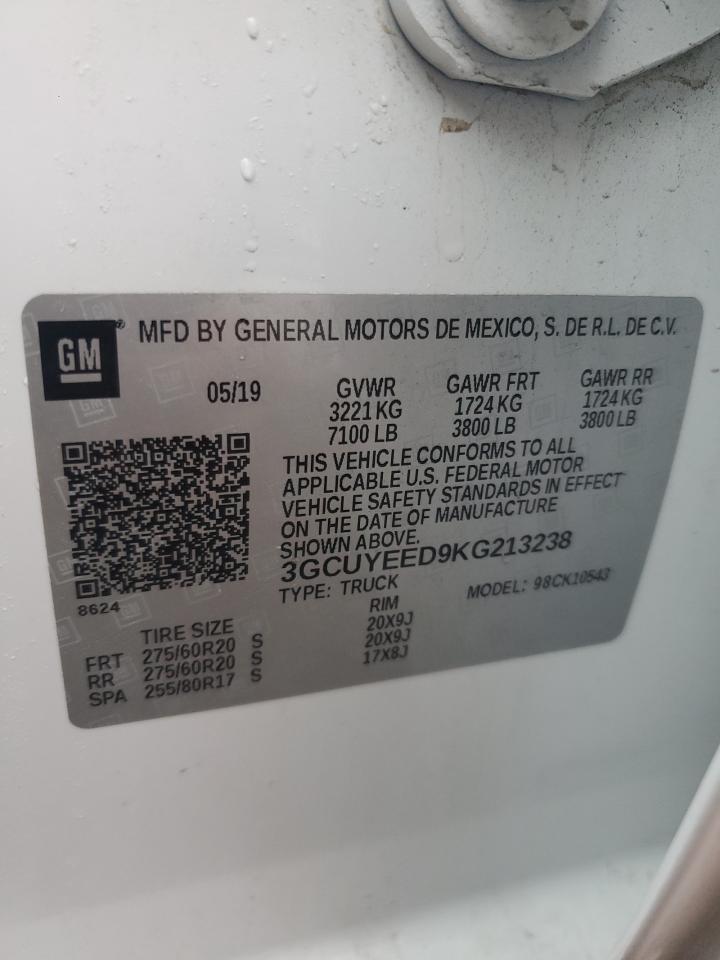 GM ® MFD BY GENERAL MOTORS DE MEXICO, S. DE R.L. DE C.V.
05/19 GVWR GAWR FRT GAWR RR
3221 KG 1724 KG 1724 KG
7100 LB 3800 LB 3800 LB
THIS VEHICLE CONFORMS TO ALL
APPLICABLE U.S. FEDERAL MOTOR
VEHICLE SAFETY STANDARDS IN EFFECT
ON THE DATE OF MANUFACTURE
SHOWN ABOVE.
3GCUYEED9KG213238
8624 TYPE: TRUCK MODEL: 98CK10543
TIRE SIZE RIM
FRT 275/60R20 S 20X9J
RR 275/60R20 S 20X9J
SPA 255/80R17 S 17X8J